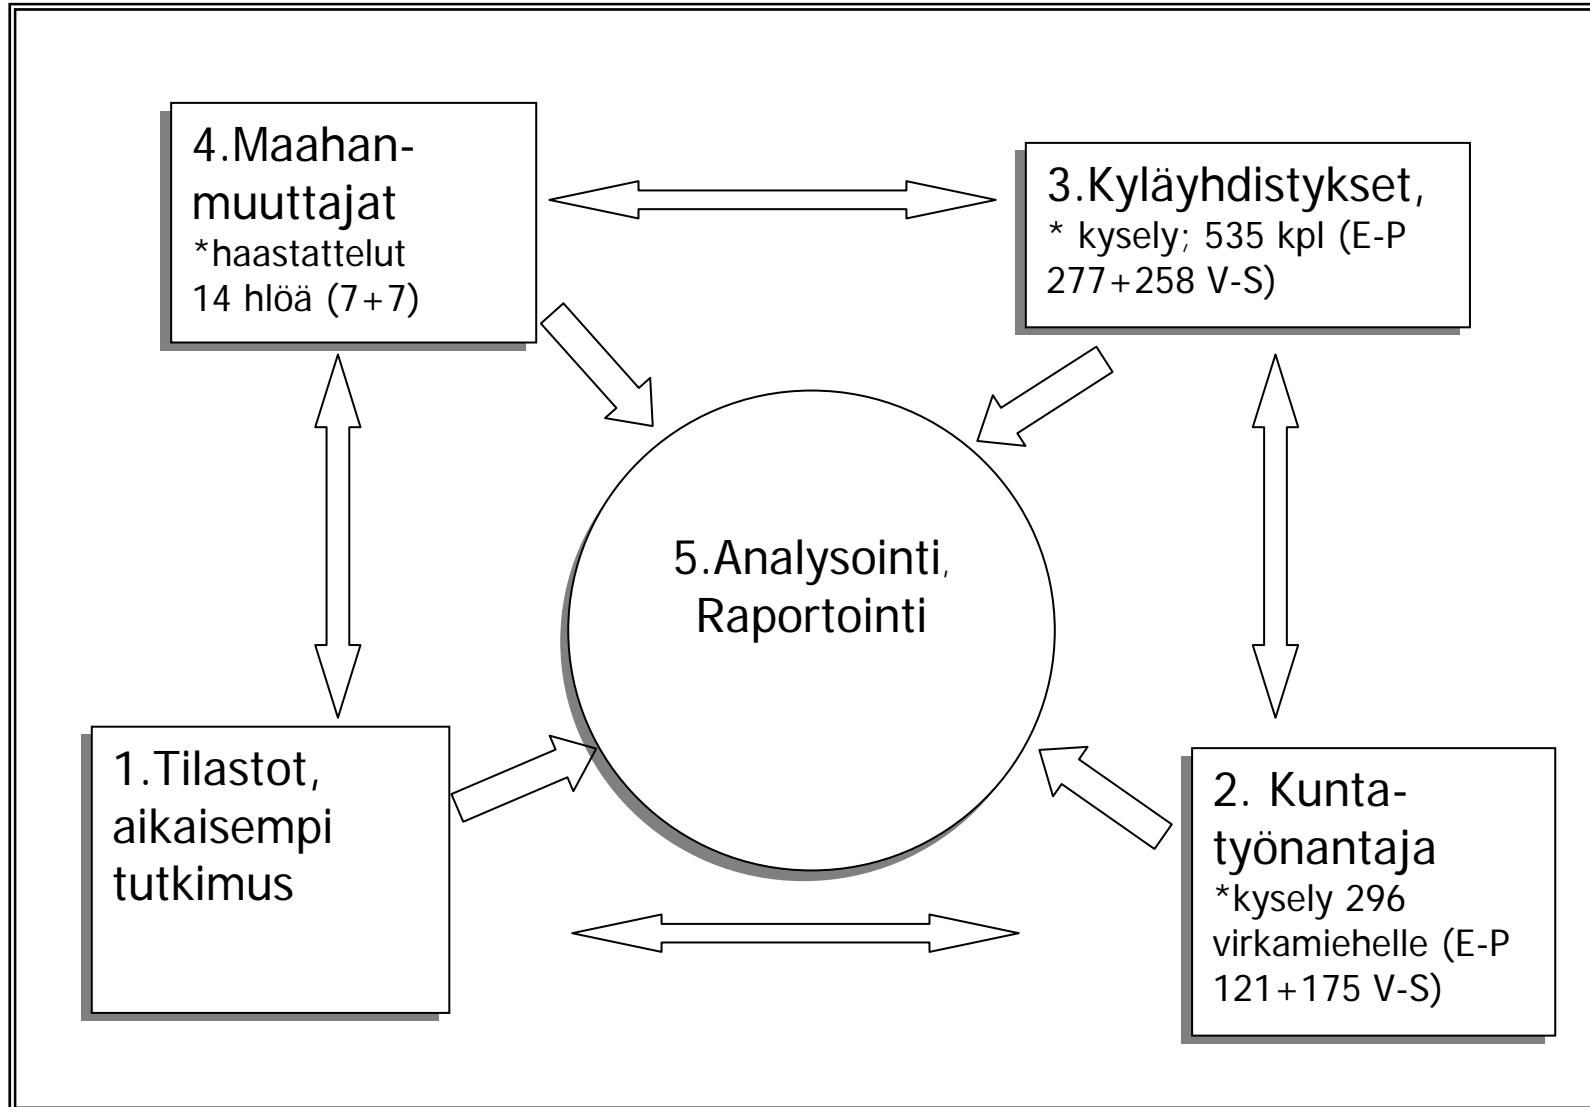 4.Maahan-
muuttajat
*haastattelut
14 hlöä (7+7)
3.Kyläyhdistykset,
* kysely; 535 kpl (E-P
277+258 V-S)
5.Analysointi,
Raportointi
1.Tilastot,
aikaisempi
tutkimus
2. Kunta-
työnantaja
*kysely 296
virkamiehelle (E-P
121+175 V-S)